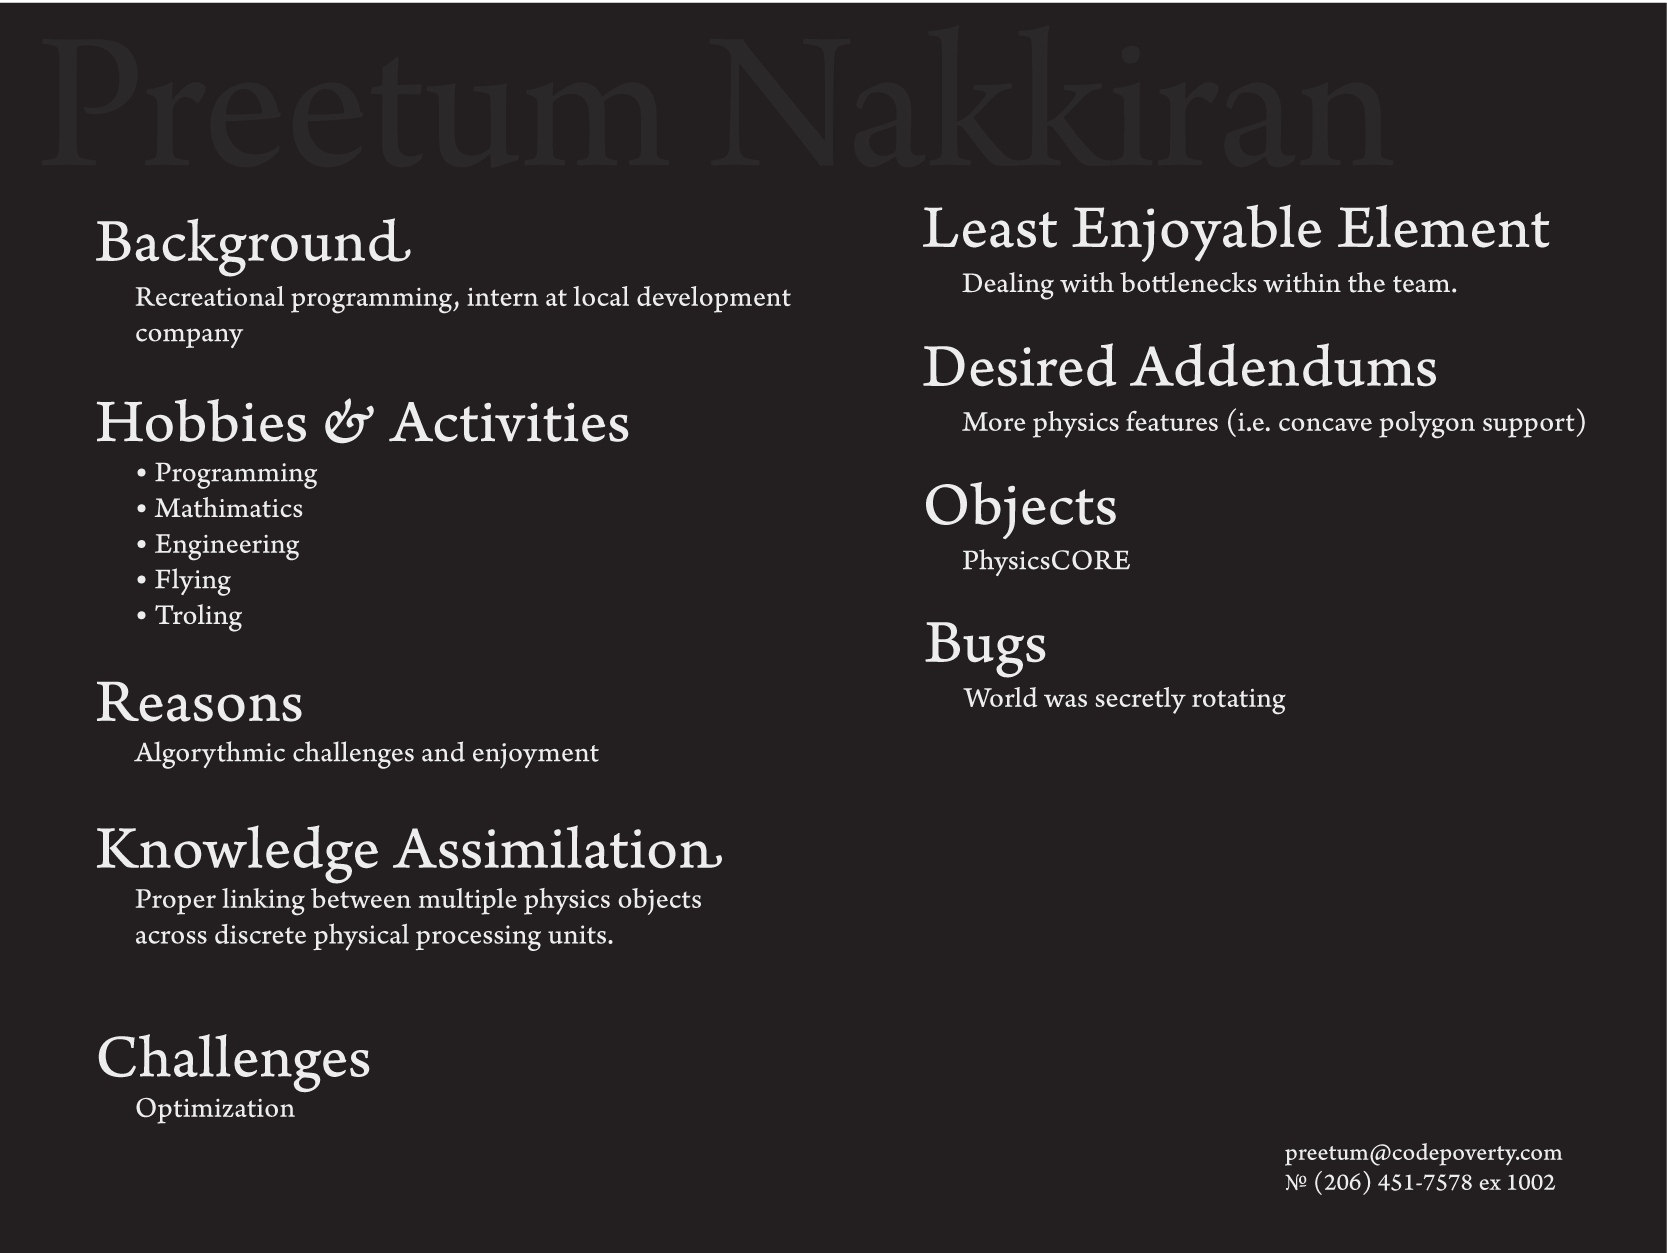 Preetum Nakkiran
Background
Recreational programming, intern at local development
company
Hobbies & Activities
• Programming
• Mathimatics
• Engineering
• Flying
• Troling
Reasons
Algorythmic challenges and enjoyment
Knowledge Assimilation
Proper linking between multiple physics objects
across discrete physical processing units.
Challenges
Optimization
Least Enjoyable Element
Dealing with bottlenecks within the team.
Desired Addendums
More physics features (i.e. concave polygon support)
Objects
PhysicsCORE
Bugs
World was secretly rotating
preetum@codepoverty.com
№ (206) 451-7578 ex 1002